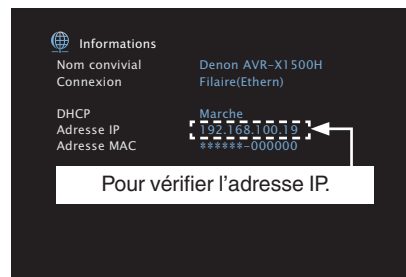 Informations
Nom convivial Denon AVR-X1500H
Connexion Filaire(Ethern)
DHCP Marche
Adresse IP 192.168.100.19
Adresse MAC ******-000000
Pour vérifier l’adresse IP.